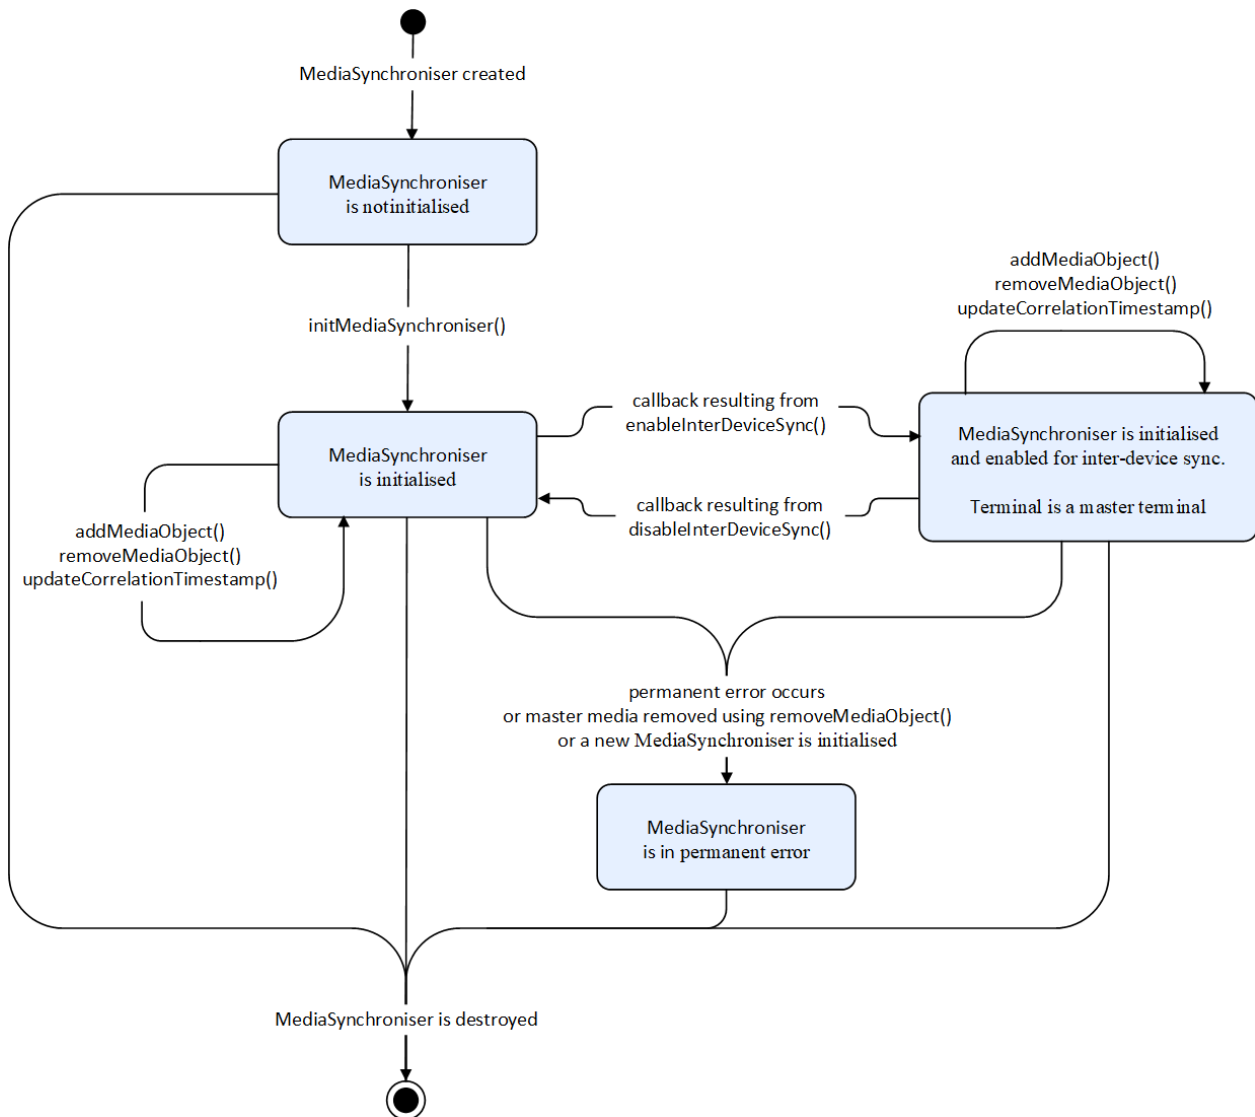 MediaSynchroniser created
MediaSynchroniser
is notinitialised
initMediaSynchroniser()
addMediaObject()
removeMediaObject()
updateCorrelationTimestamp()
callback resulting from
enableInterDeviceSync()
MediaSynchroniser
is initialised
MediaSynchroniser is initialised
and enabled for inter-device sync.
Terminal is a master terminal
callback resulting from
disableInterDeviceSync()
addMediaObject()
removeMediaObject()
updateCorrelationTimestamp()
permanent error occurs
or master media removed using removeMediaObject()
or a new MediaSynchroniser is initialised
MediaSynchroniser
is in permanent error
MediaSynchroniser is destroyed